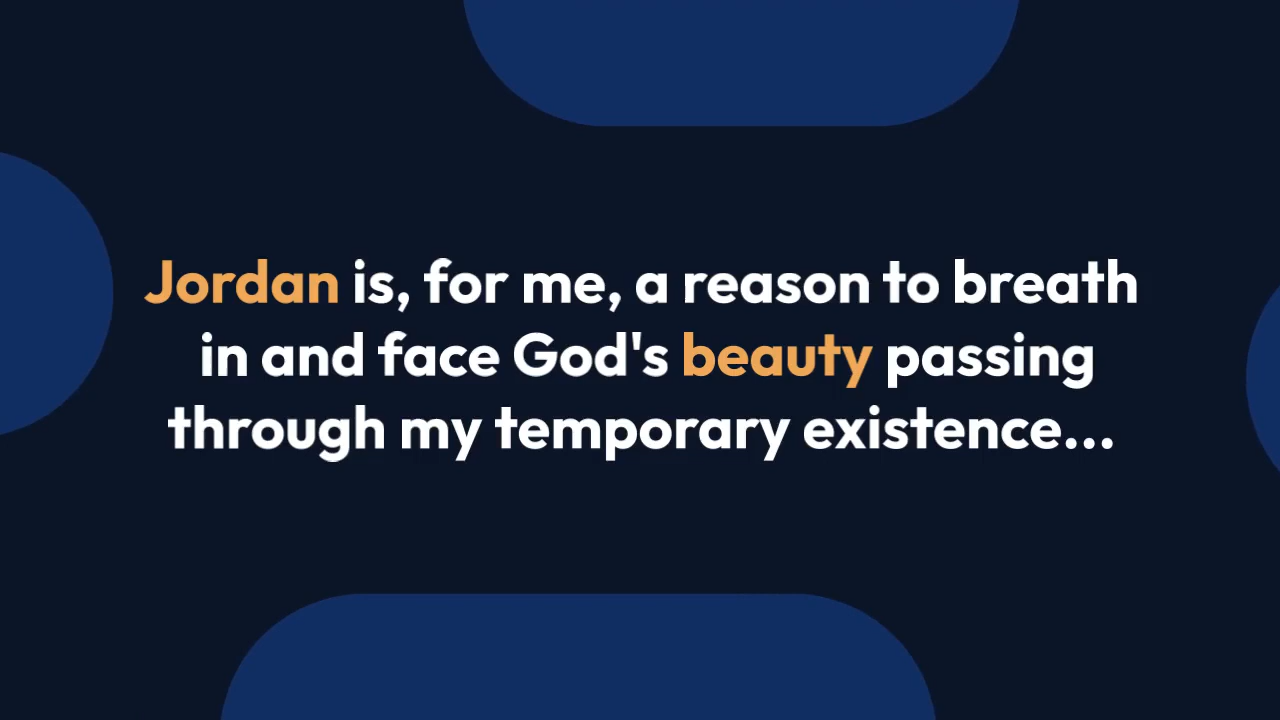 Jordan is, for me, a reason to breath
in and face God's beauty passing
through my temporary existence...